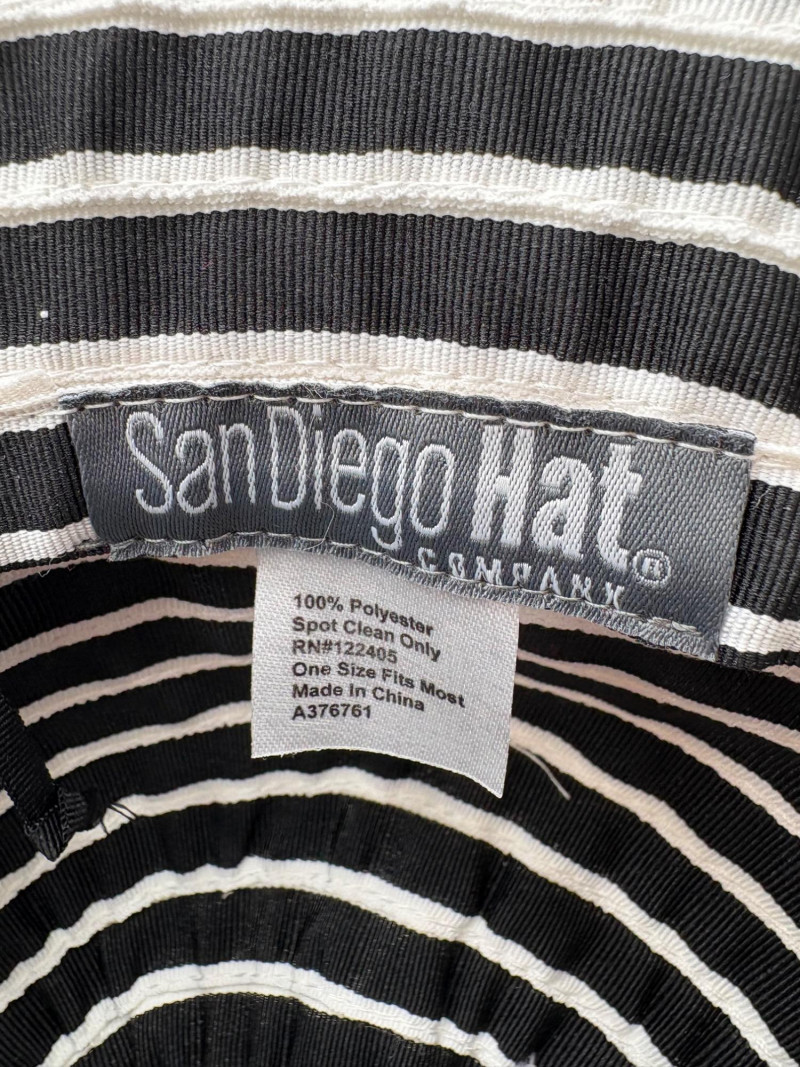 San Diego Hat
COMPANY ®
100% Polyester
Spot Clean Only
RN#122405
One Size Fits Most
Made In China
A376761